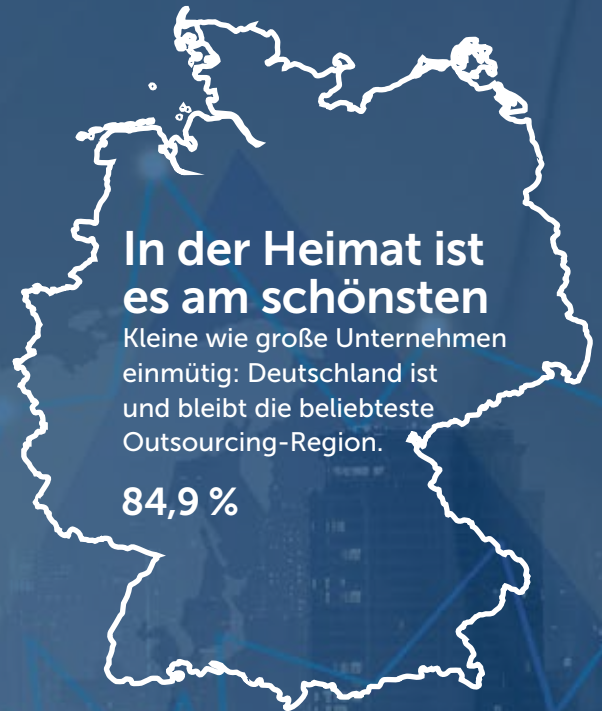 In der Heimat ist
es am schönsten
Kleine wie große Unternehmen
einmütig: Deutschland ist
und bleibt die beliebteste
Outsourcing-Region.
84,9 %